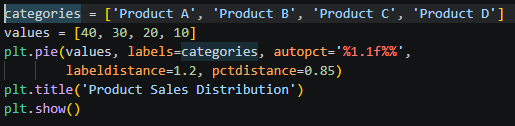 categories = ['Product A', 'Product B', 'Product C', 'Product D']
values = [40, 30, 20, 10]
plt.pie(values, labels=categories, autopct='%1.1f%%',
        labeldistance=1.2, pctdistance=0.85)
plt.title('Product Sales Distribution')
plt.show()